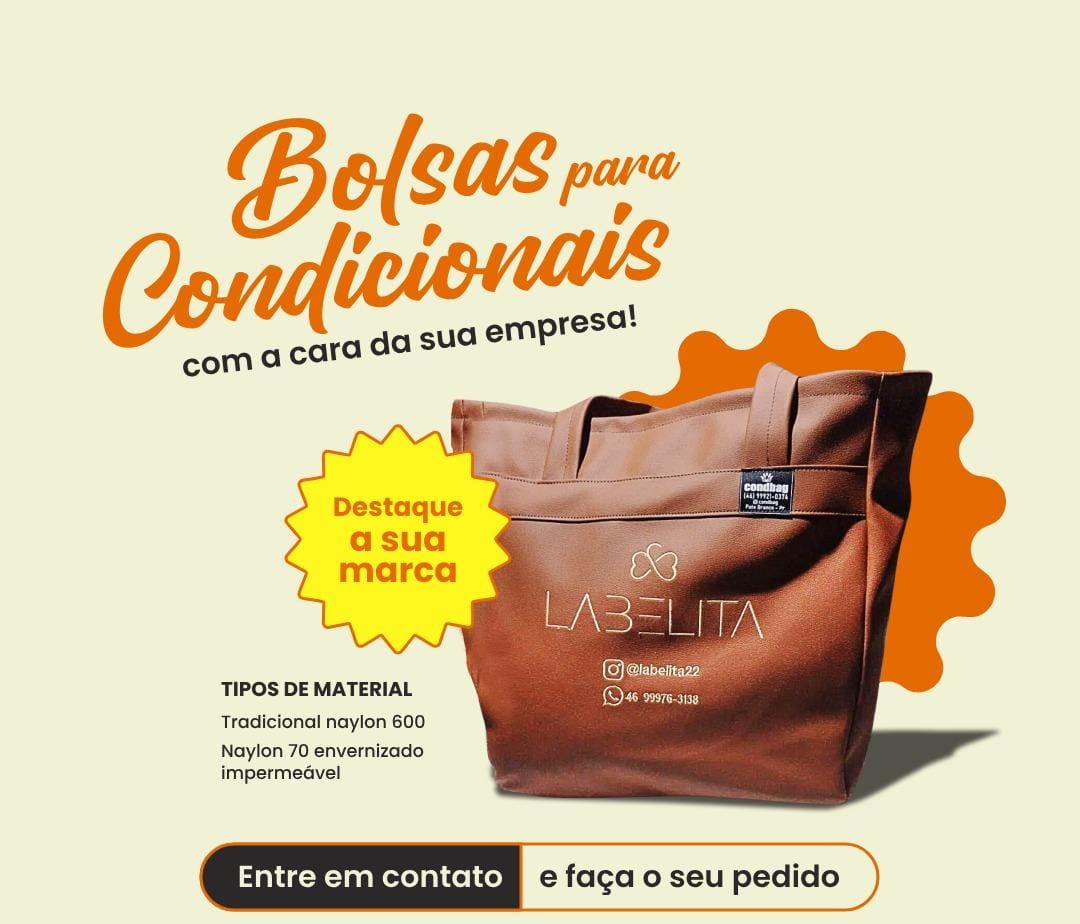 Bolsas para
Condicionais
com a cara da sua empresa!
Destaque
a sua
marca
condbag
(46) 99921-0376
@condbag
Pato Branco - Pr
LABELITA
@labelita22
46 99976-3138
TIPOS DE MATERIAL
Tradicional naylon 600
Naylon 70 envernizado
impermeável
Entre em contato e faça o seu pedido